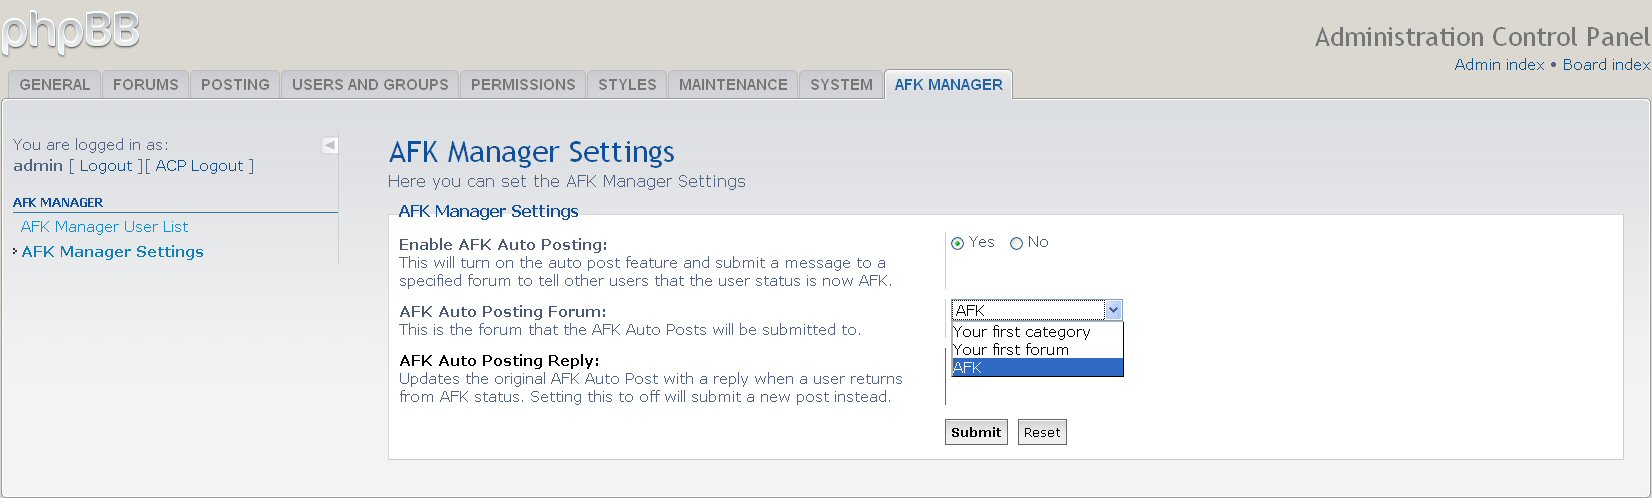 phpBB
Administration Control Panel
Admin index • Board index
GENERAL FORUMS POSTING USERS AND GROUPS PERMISSIONS STYLES MAINTENANCE SYSTEM AFK MANAGER
You are logged in as:
admin [ Logout ][ ACP Logout ]
AFK MANAGER
AFK Manager User List
AFK Manager Settings
AFK Manager Settings
Here you can set the AFK Manager Settings
AFK Manager Settings
Enable AFK Auto Posting:
This will turn on the auto post feature and submit a message to a
specified forum to tell other users that the user status is now AFK.
Yes No
AFK Auto Posting Forum:
This is the forum that the AFK Auto Posts will be submitted to.
AFK
Your first category
Your first forum
AFK
AFK Auto Posting Reply:
Updates the original AFK Auto Post with a reply when a user returns
from AFK status. Setting this to off will submit a new post instead.
Submit Reset